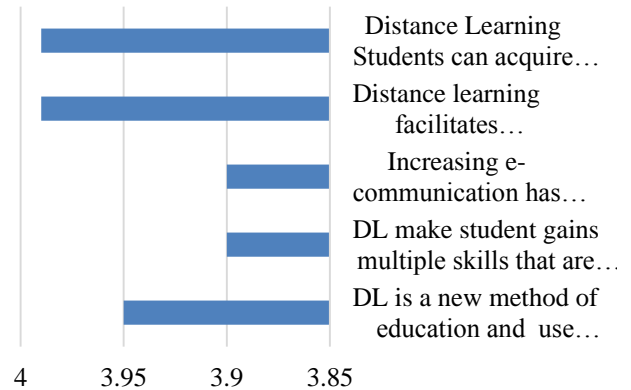 Distance Learning
Students can acquire…
Distance learning
facilitates…
Increasing e-
communication has…
DL make student gains
multiple skills that are…
DL is a new method of
education and use…
4 3.95 3.9 3.85